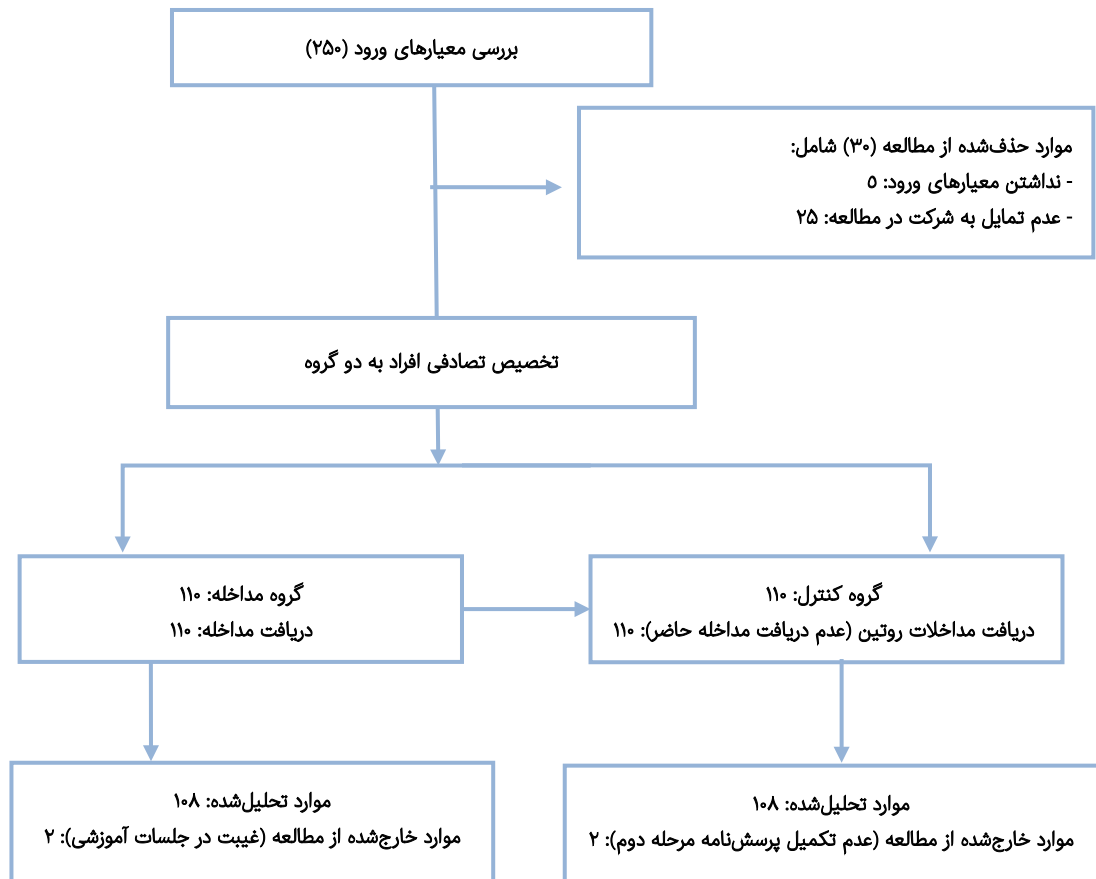 بررسی معیارهای ورود (۲۵۰)
موارد حذف‌شده از مطالعه (۳۰) شامل:
- نداشتن معیارهای ورود: ۵
- عدم تمایل به شرکت در مطالعه: ۲۵
تخصیص تصادفی افراد به دو گروه
گروه کنترل: ۱۱۰
دریافت مداخلات روتین (عدم دریافت مداخله حاضر): ۱۱۰
گروه مداخله: ۱۱۰
دریافت مداخله: ۱۱۰
موارد تحلیل‌شده: ۱۰۸
موارد خارج‌شده از مطالعه (عدم تکمیل پرسش‌نامه مرحله دوم): ۲
موارد تحلیل‌شده: ۱۰۸
موارد خارج‌شده از مطالعه (غیبت در جلسات آموزشی): ۲